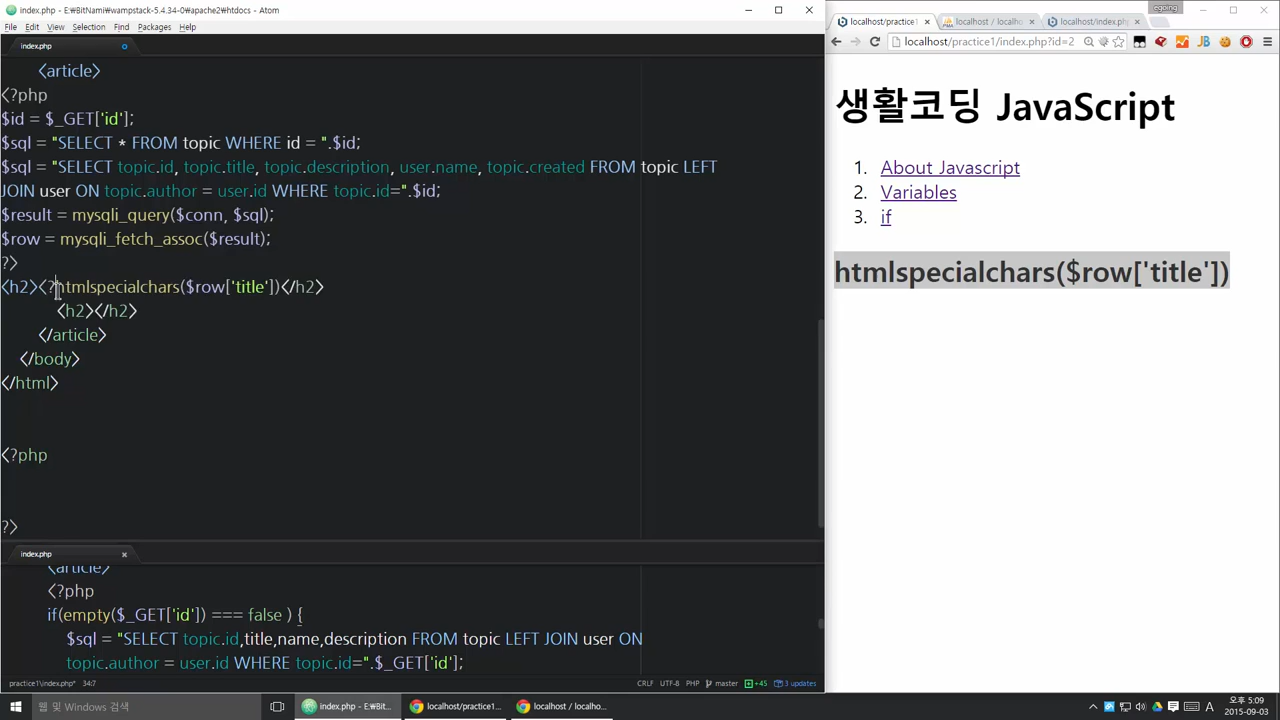 index.php - E:₩BitNami₩wampstack-5.4.34-0₩apache2₩htdocs - Atom
File Edit View Selection Find Packages Help
index.php
<article>
<?php
$id = $_GET['id'];
$sql = "SELECT * FROM topic WHERE id = ".$id;
$sql = "SELECT topic.id, topic.title, topic.description, user.name, topic.created FROM topic LEFT
JOIN user ON topic.author = user.id WHERE topic.id=".$id;
$result = mysqli_query($conn, $sql);
$row = mysqli_fetch_assoc($result);
?>
<h2><?htmlspecialchars($row['title'])</h2>
<h2></h2>
</article>
</body>
</html>
<?php
?>
index.php
<article>
<?php
if(empty($_GET['id']) === false ) {
$sql = "SELECT topic.id,title,name,description FROM topic LEFT JOIN user ON
topic.author = user.id WHERE topic.id=".$_GET['id'];
practice1\index.php* 34:7 CRLF UTF-8 PHP master +45 3 updates
egoing
localhost/practice1 localhost / localho localhost/index.php
localhost/practice1/index.php?id=2
생활코딩 JavaScript
1. About Javascript
2. Variables
3. if
htmlspecialchars($row['title'])
Windows 검색
index.php - E:₩Bit... localhost/practice1... localhost / localho...
A 오후 5:09
2015-09-03